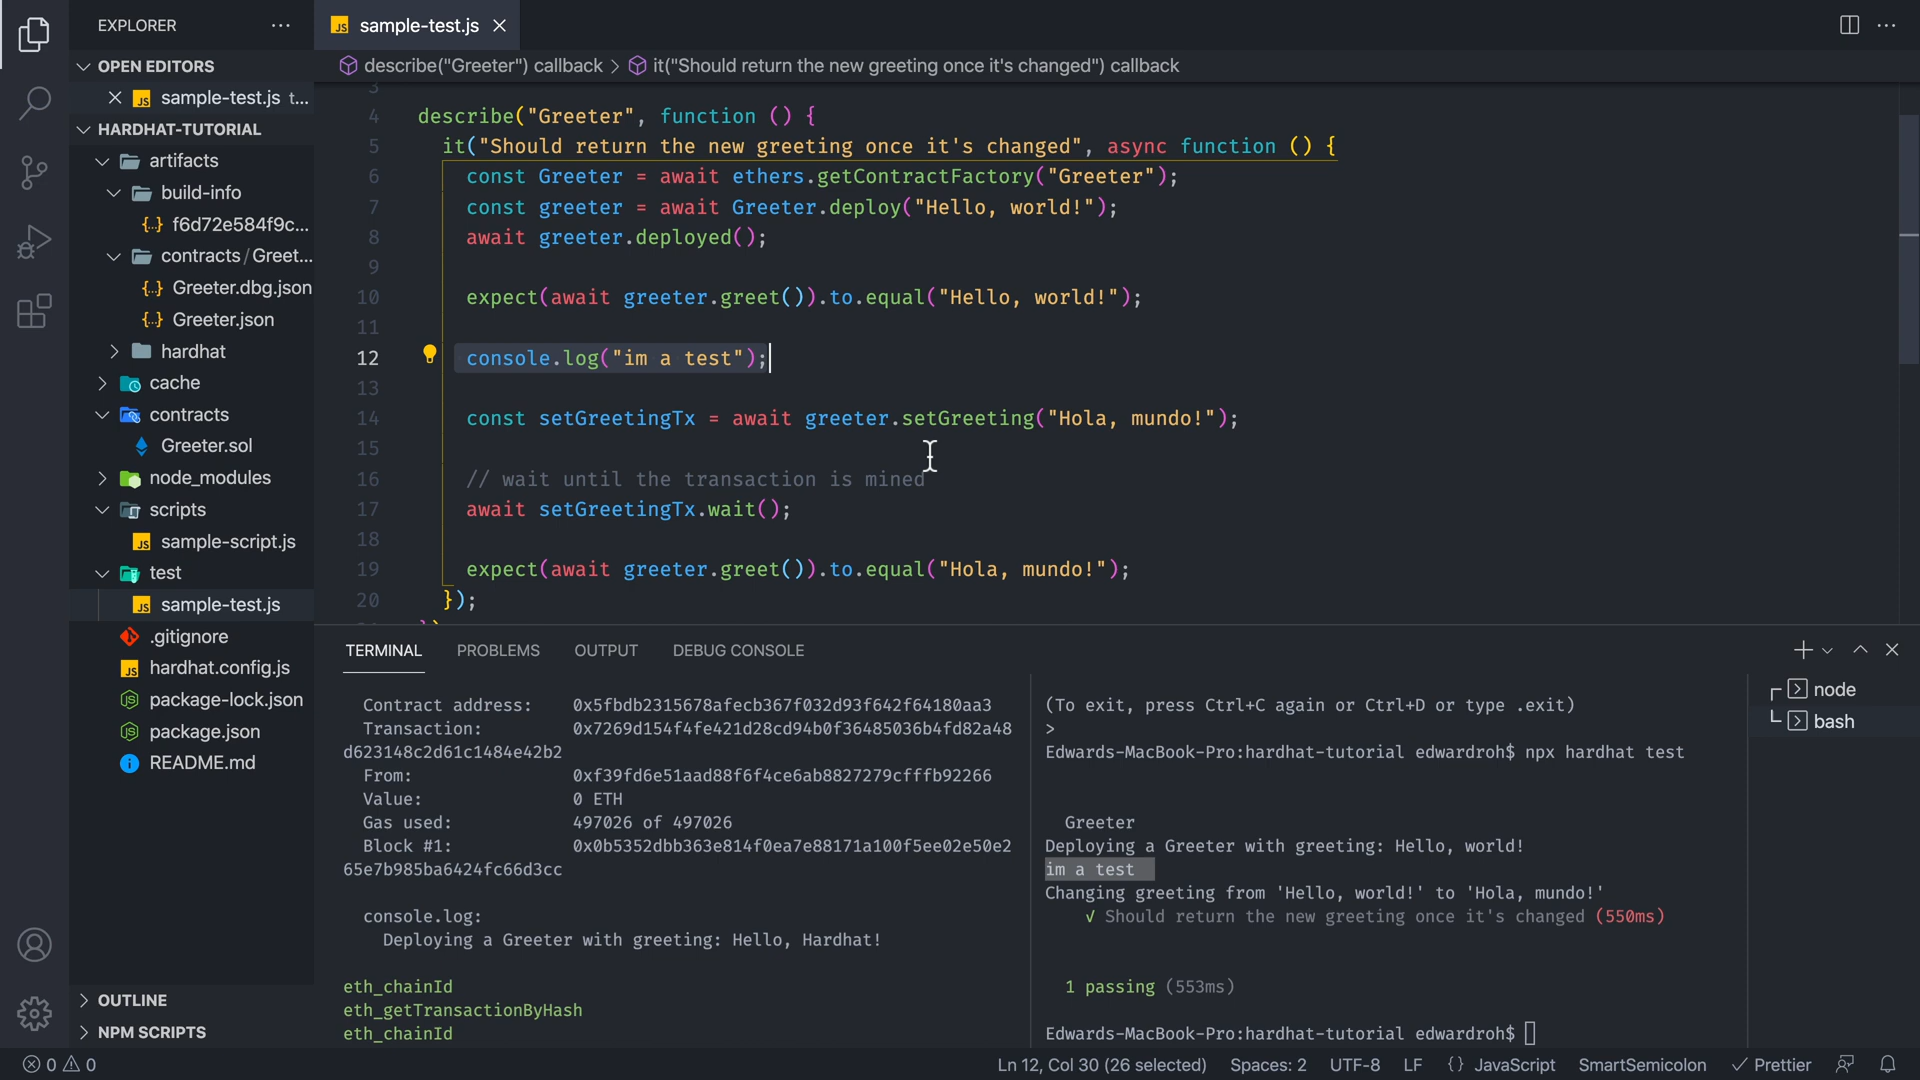 EXPLORER
···
OPEN EDITORS
sample-test.js t...
HARDHAT-TUTORIAL
artifacts
build-info
f6d72e584f9c...
contracts / Greet...
Greeter.dbg.json
Greeter.json
hardhat
cache
contracts
Greeter.sol
node_modules
scripts
sample-script.js
test
sample-test.js
.gitignore
hardhat.config.js
package-lock.json
package.json
README.md
OUTLINE
NPM SCRIPTS
sample-test.js
describe("Greeter") callback > it("Should return the new greeting once it's changed") callback
3
4 describe("Greeter", function () {
5 it("Should return the new greeting once it's changed", async function () {
6 const Greeter = await ethers.getContractFactory("Greeter");
7 const greeter = await Greeter.deploy("Hello, world!");
8 await greeter.deployed();
9
10 expect(await greeter.greet()).to.equal("Hello, world!");
11
12 console.log("im a test");
13
14 const setGreetingTx = await greeter.setGreeting("Hola, mundo!");
15
16 // wait until the transaction is mined
17 await setGreetingTx.wait();
18
19 expect(await greeter.greet()).to.equal("Hola, mundo!");
20 });
TERMINAL PROBLEMS OUTPUT DEBUG CONSOLE
Contract address: 0x5fbdb2315678afecb367f032d93f642f64180aa3
Transaction: 0x7269d154f4fe421d28cd94b0f36485036b4fd82a48
d623148c2d61c1484e42b2
From: 0xf39fd6e51aad88f6f4ce6ab8827279cfffb92266
Value: 0 ETH
Gas used: 497026 of 497026
Block #1: 0x0b5352dbb363e814f0ea7e88171a100f5ee02e50e2
65e7b985ba6424fc66d3cc
console.log:
Deploying a Greeter with greeting: Hello, Hardhat!
eth_chainId
eth_getTransactionByHash
eth_chainId
(To exit, press Ctrl+C again or Ctrl+D or type .exit)
>
Edwards-MacBook-Pro:hardhat-tutorial edwardroh$ npx hardhat test
Greeter
Deploying a Greeter with greeting: Hello, world!
im a test
Changing greeting from 'Hello, world!' to 'Hola, mundo!'
√ Should return the new greeting once it's changed (550ms)
1 passing (553ms)
Edwards-MacBook-Pro:hardhat-tutorial edwardroh$
node
bash
0 0
Ln 12, Col 30 (26 selected) Spaces: 2 UTF-8 LF {} JavaScript SmartSemicolon ✓ Prettier